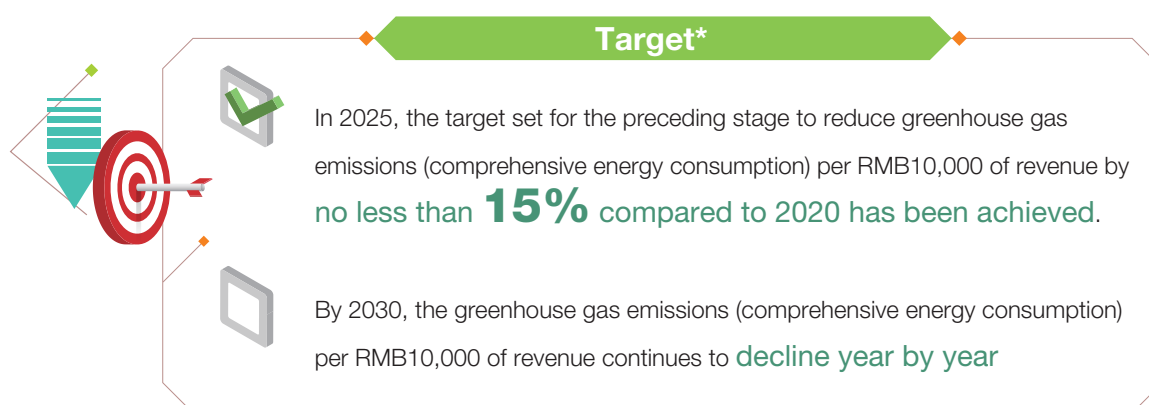 Target*
In 2025, the target set for the preceding stage to reduce greenhouse gas
emissions (comprehensive energy consumption) per RMB10,000 of revenue by
no less than 15% compared to 2020 has been achieved.
By 2030, the greenhouse gas emissions (comprehensive energy consumption)
per RMB10,000 of revenue continues to decline year by year